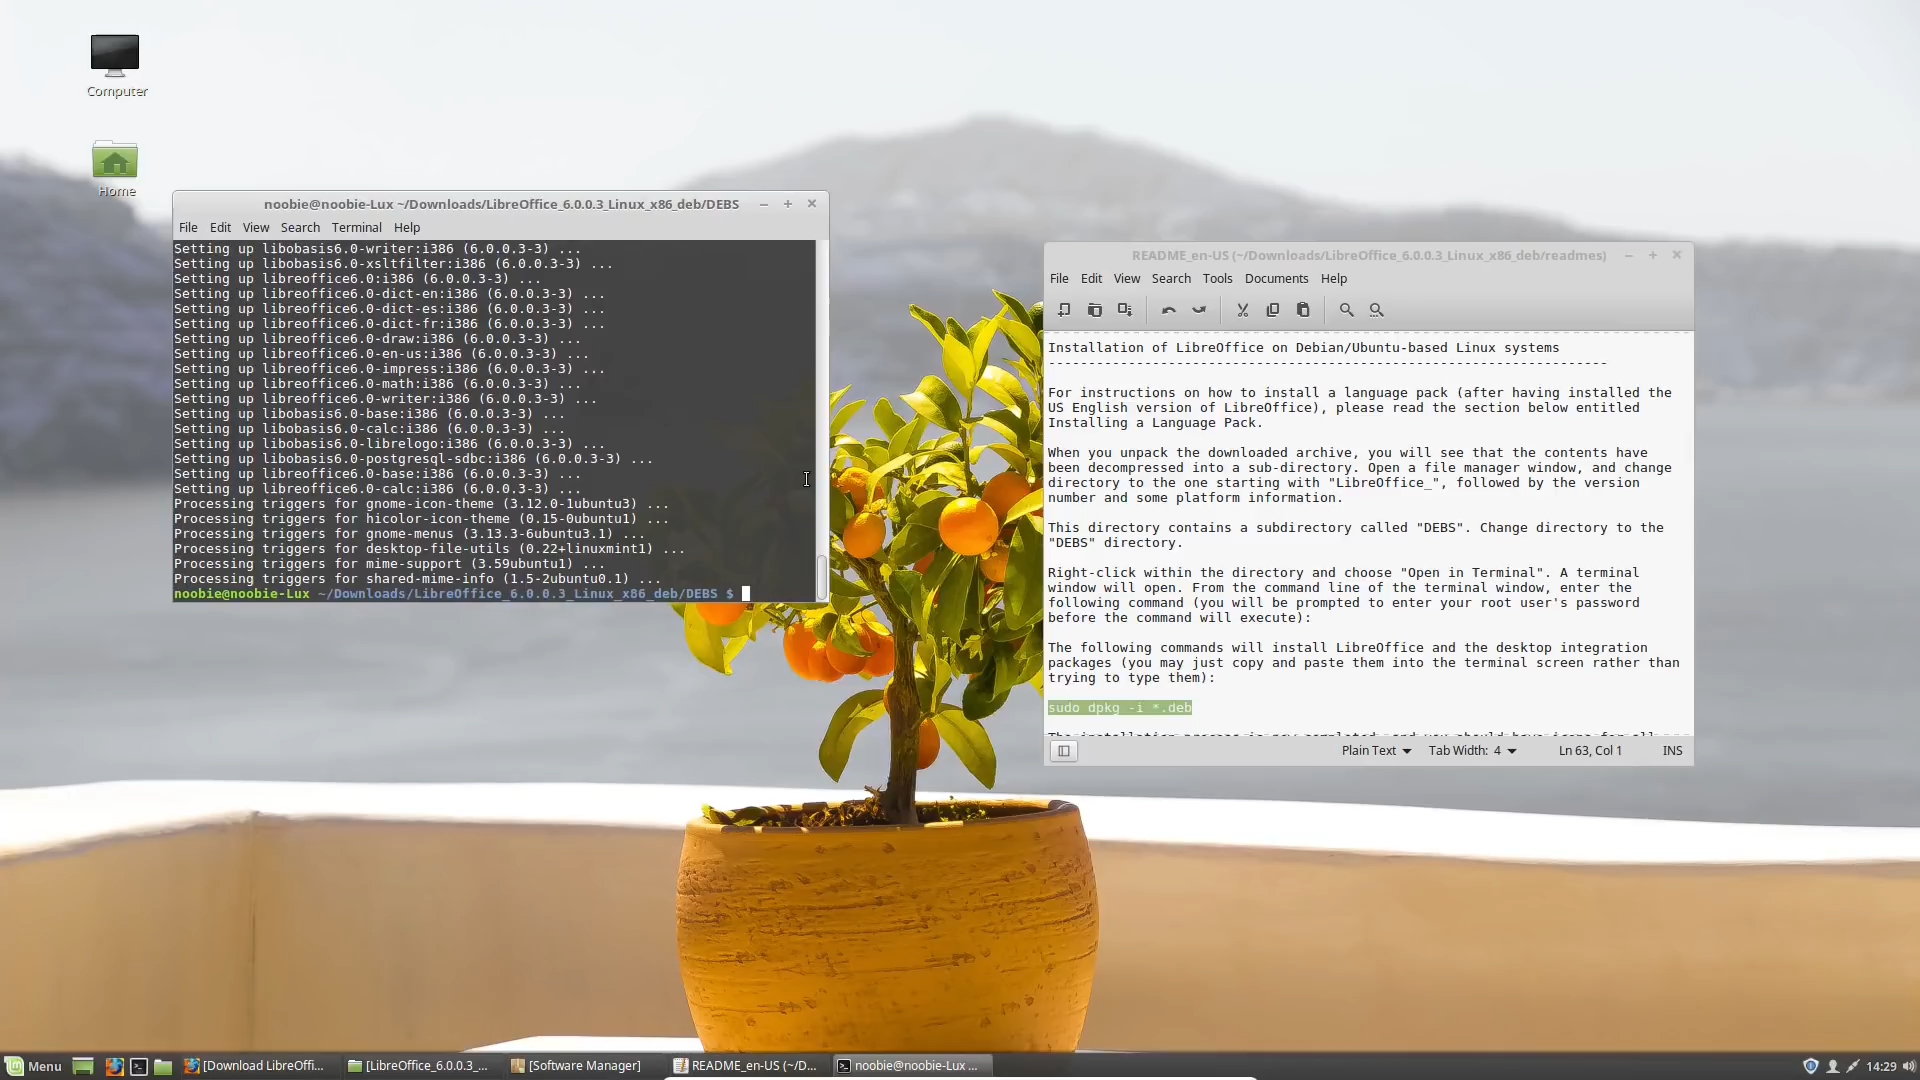 Computer
Home
noobie@noobie-Lux ~/Downloads/LibreOffice_6.0.0.3_Linux_x86_deb/DEBS
File Edit View Search Terminal Help
Setting up libobasis6.0-writer:i386 (6.0.0.3-3) ...
Setting up libobasis6.0-xsltfilter:i386 (6.0.0.3-3) ...
Setting up libreoffice6.0:i386 (6.0.0.3-3) ...
Setting up libreoffice6.0-dict-en:i386 (6.0.0.3-3) ...
Setting up libreoffice6.0-dict-es:i386 (6.0.0.3-3) ...
Setting up libreoffice6.0-dict-fr:i386 (6.0.0.3-3) ...
Setting up libreoffice6.0-draw:i386 (6.0.0.3-3) ...
Setting up libreoffice6.0-en-us:i386 (6.0.0.3-3) ...
Setting up libreoffice6.0-impress:i386 (6.0.0.3-3) ...
Setting up libreoffice6.0-math:i386 (6.0.0.3-3) ...
Setting up libreoffice6.0-writer:i386 (6.0.0.3-3) ...
Setting up libobasis6.0-base:i386 (6.0.0.3-3) ...
Setting up libobasis6.0-calc:i386 (6.0.0.3-3) ...
Setting up libobasis6.0-librelogo:i386 (6.0.0.3-3) ...
Setting up libobasis6.0-postgresql-sdbc:i386 (6.0.0.3-3) ...
Setting up libreoffice6.0-base:i386 (6.0.0.3-3) ...
Setting up libreoffice6.0-calc:i386 (6.0.0.3-3) ...
Processing triggers for gnome-icon-theme (3.12.0-1ubuntu3) ...
Processing triggers for hicolor-icon-theme (0.15-0ubuntu1) ...
Processing triggers for gnome-menus (3.13.3-6ubuntu3.1) ...
Processing triggers for desktop-file-utils (0.22+linuxmint1) ...
Processing triggers for mime-support (3.59ubuntu1) ...
Processing triggers for shared-mime-info (1.5-2ubuntu0.1) ...
noobie@noobie-Lux ~/Downloads/LibreOffice_6.0.0.3_Linux_x86_deb/DEBS $
README_en-US (~/Downloads/LibreOffice_6.0.0.3_Linux_x86_deb/readmes)
File Edit View Search Tools Documents Help
Installation of LibreOffice on Debian/Ubuntu-based Linux systems
----------------------------------------------------------------------
For instructions on how to install a language pack (after having installed the
US English version of LibreOffice), please read the section below entitled
Installing a Language Pack.
When you unpack the downloaded archive, you will see that the contents have
been decompressed into a sub-directory. Open a file manager window, and change
directory to the one starting with "LibreOffice_", followed by the version
number and some platform information.
This directory contains a subdirectory called "DEBS". Change directory to the
"DEBS" directory.
Right-click within the directory and choose "Open in Terminal". A terminal
window will open. From the command line of the terminal window, enter the
following command (you will be prompted to enter your root user's password
before the command will execute):
The following commands will install LibreOffice and the desktop integration
packages (you may just copy and paste them into the terminal screen rather than
trying to type them):
sudo dpkg -i *.deb
The installation process is now completed, and you should have icons for all
Plain Text Tab Width: 4 Ln 63, Col 1 INS
Menu [Download LibreOffi... [LibreOffice_6.0.0.3_... [Software Manager] README_en-US (~/D... noobie@noobie-Lux ... 14:29